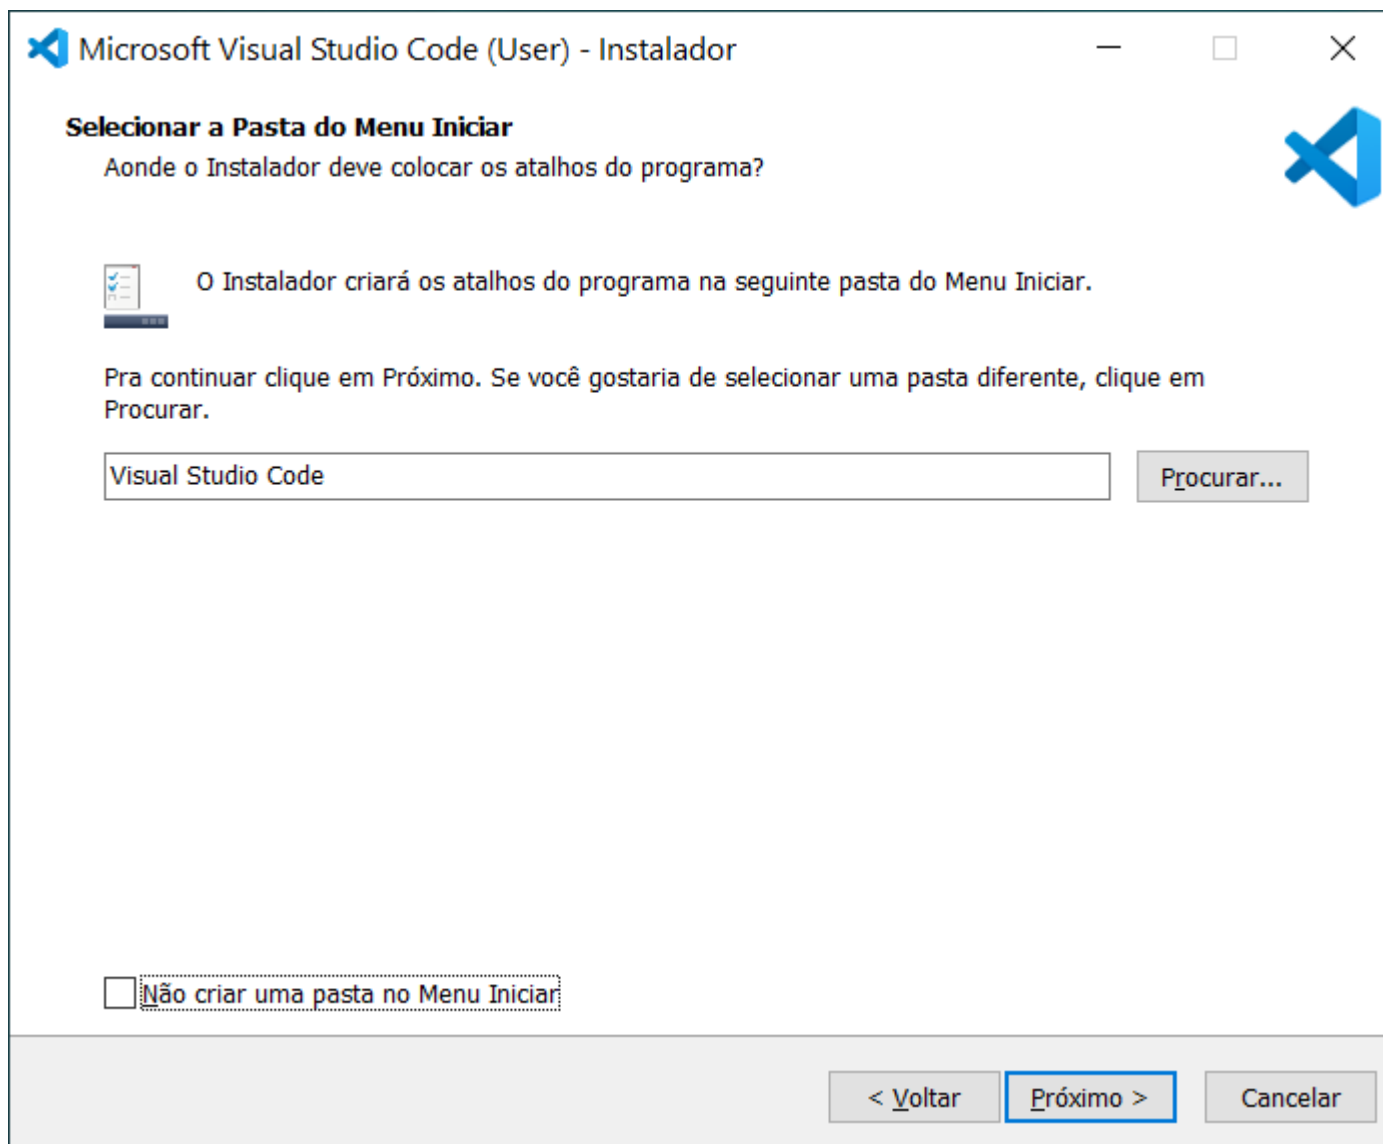 Microsoft Visual Studio Code (User) - Instalador
Selecionar a Pasta do Menu Iniciar
Aonde o Instalador deve colocar os atalhos do programa?
O Instalador criará os atalhos do programa na seguinte pasta do Menu Iniciar.
Pra continuar clique em Próximo. Se você gostaria de selecionar uma pasta diferente, clique em
Procurar.
Visual Studio Code
Procurar...
Não criar uma pasta no Menu Iniciar
< Voltar
Próximo >
Cancelar